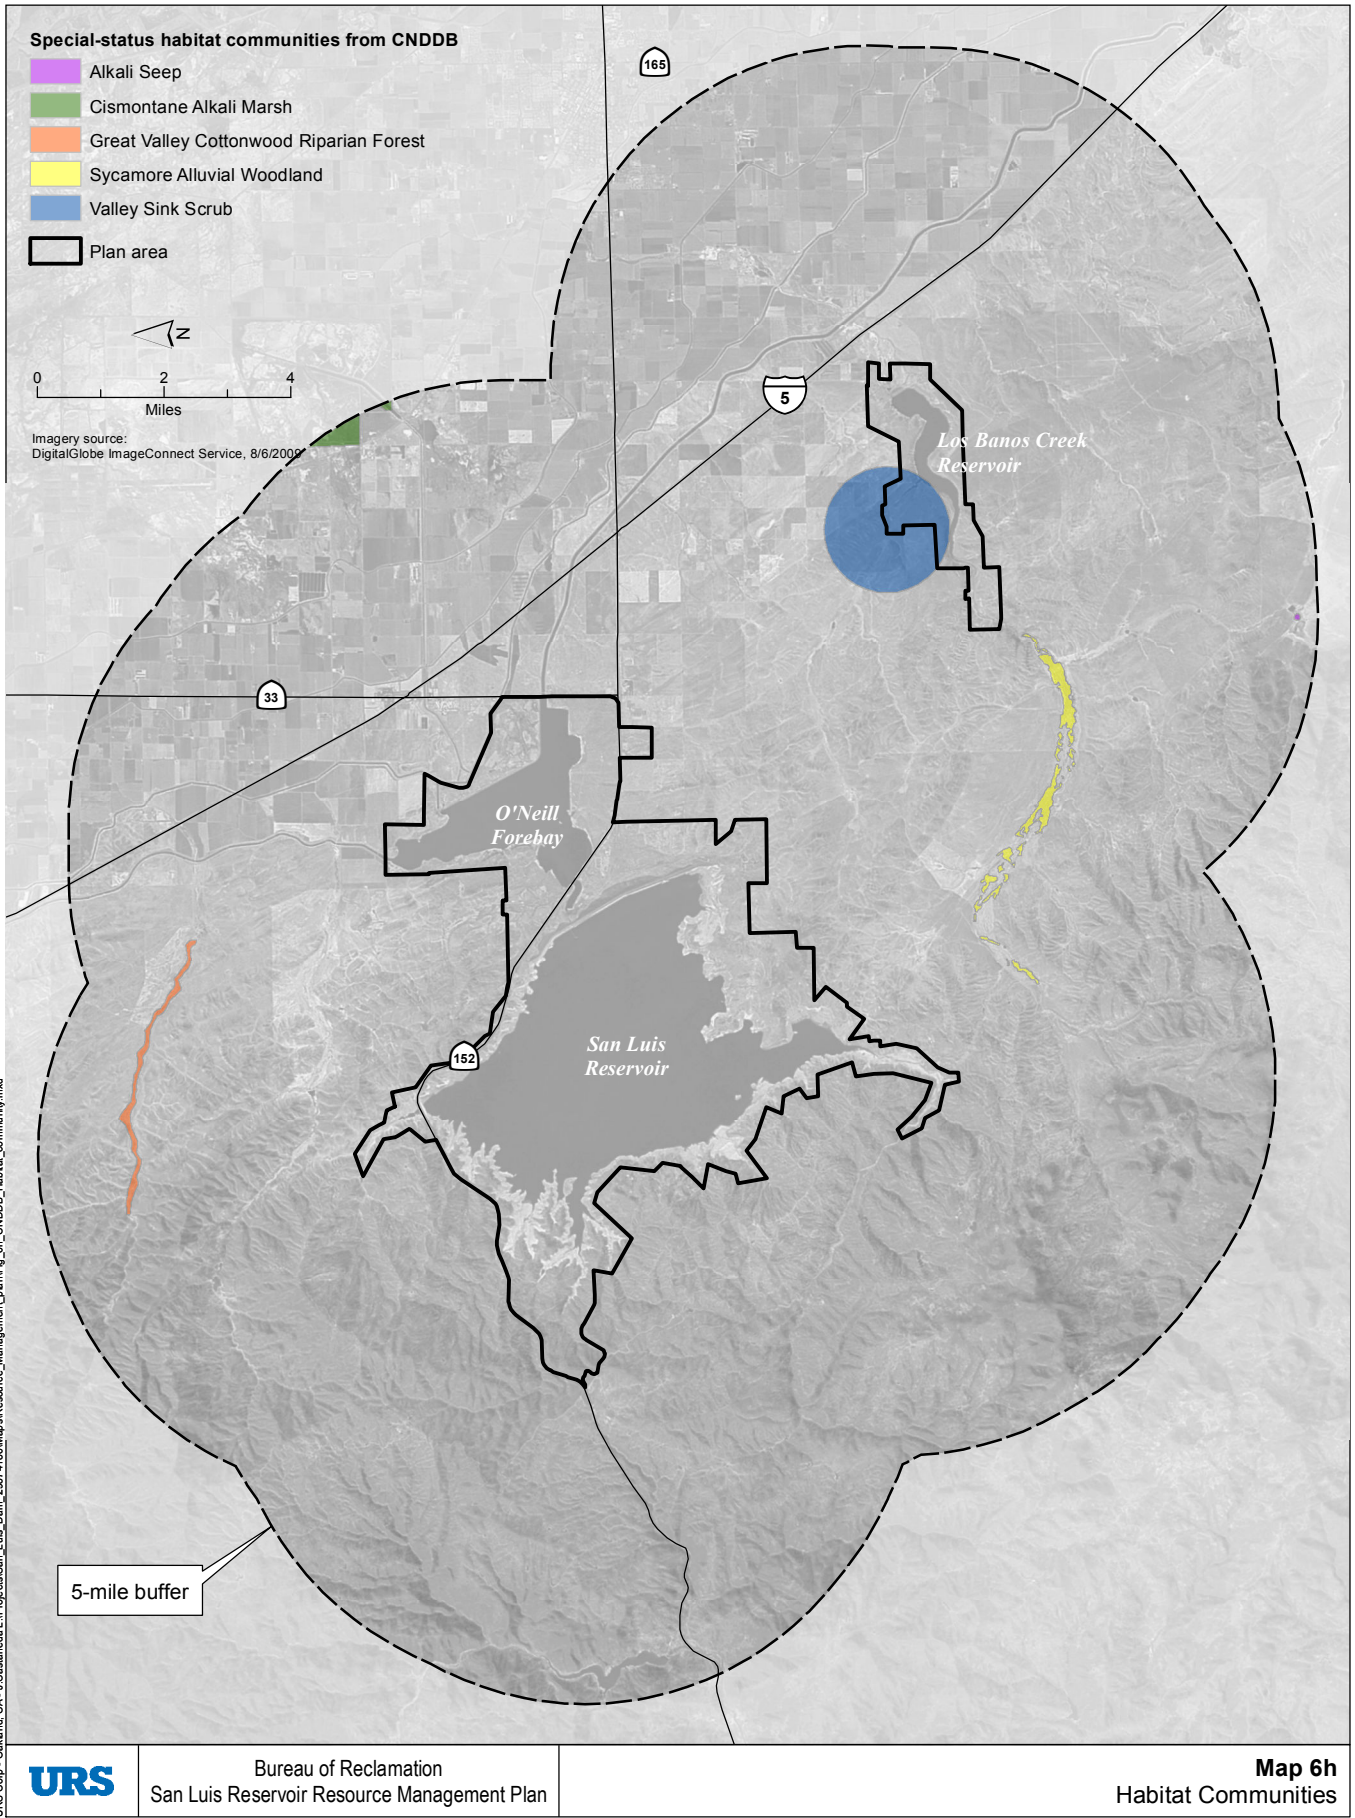 Special-status habitat communities from CNDDB
Alkali Seep
Cismontane Alkali Marsh
Great Valley Cottonwood Riparian Forest
Sycamore Alluvial Woodland
Valley Sink Scrub
Plan area
N
0 2 4
Miles
Imagery source:
DigitalGlobe ImageConnect Service, 8/6/2009
165
5
Los Banos Creek
Reservoir
33
O'Neill
Forebay
152
San Luis
Reservoir
5-mile buffer
URS
Bureau of Reclamation
San Luis Reservoir Resource Management Plan
Map 6h
Habitat Communities